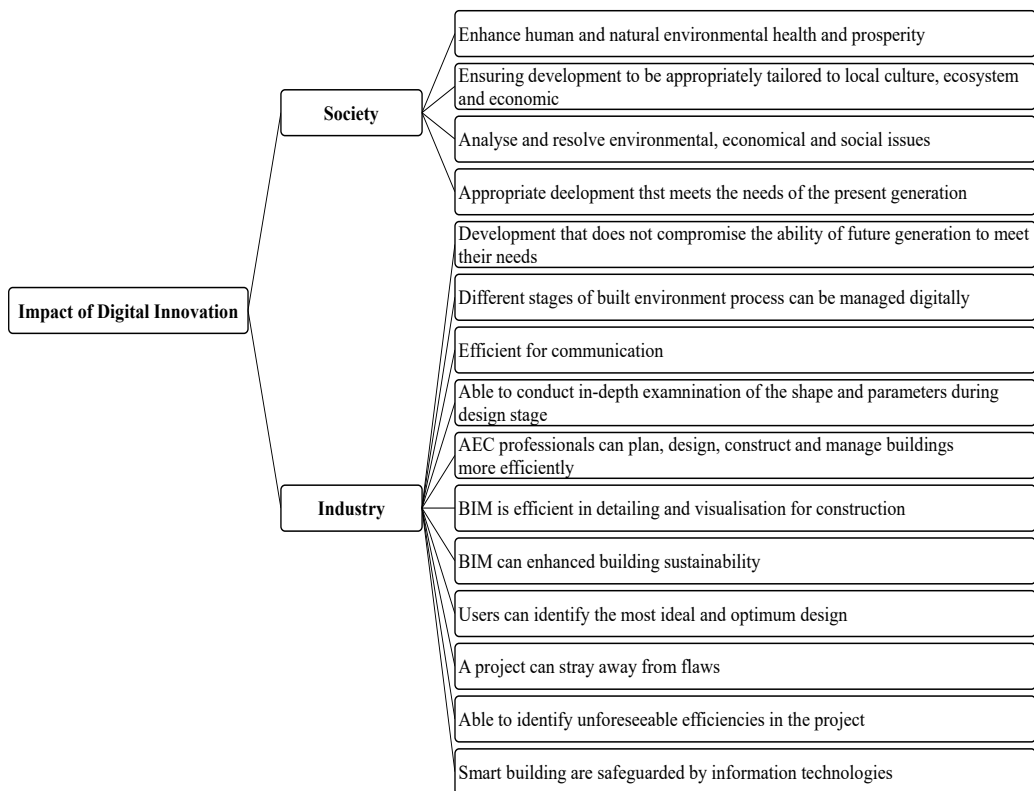 Enhance human and natural environmental health and prosperity
Ensuring development to be appropriately tailored to local culture, ecosystem
and economic
Society
Analyse and resolve environmental, economical and social issues
Appropriate deelopment thst meets the needs of the present generation
Development that does not compromise the ability of future generation to meet
their needs
Impact of Digital Innovation
Different stages of built environment process can be managed digitally
Efficient for communication
Able to conduct in-depth examnination of the shape and parameters during
design stage
AEC professionals can plan, design, construct and manage buildings
more efficiently
Industry
BIM is efficient in detailing and visualisation for construction
BIM can enhanced building sustainability
Users can identify the most ideal and optimum design
A project can stray away from flaws
Able to identify unforeseeable efficiencies in the project
Smart building are safeguarded by information technologies